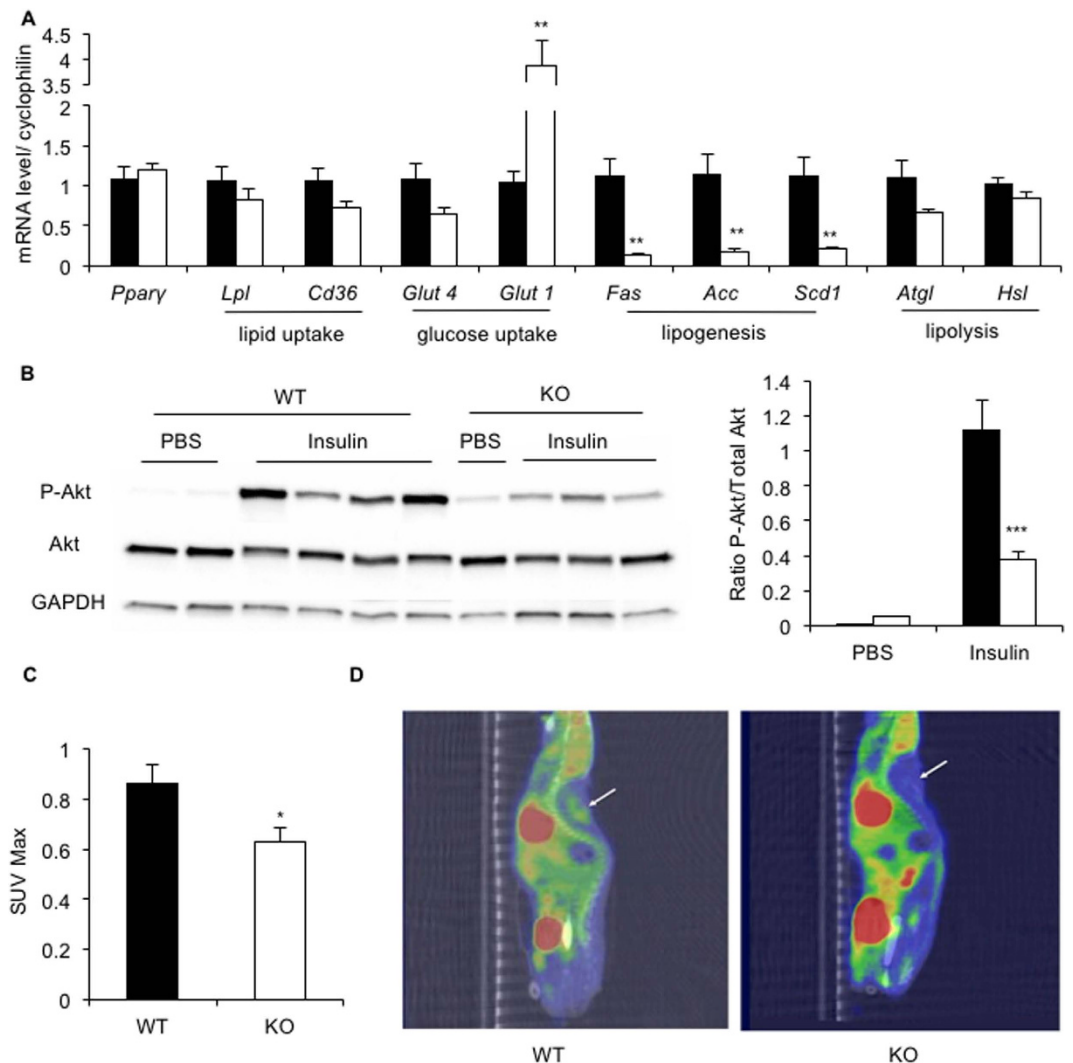 A
mRNA level/ cyclophilin
4.5
4
3.5
2
1.5
1
0.5
0
**
** ** **
Pparγ Lpl Cd36 Glut 4 Glut 1 Fas Acc Scd1 Atgl Hsl
lipid uptake glucose uptake lipogenesis lipolysis
B
WT KO
PBS Insulin PBS Insulin
P-Akt
Akt
GAPDH
Ratio P-Akt/Total Akt
1.4
1.2
1
0.8
0.6
0.4
0.2
0
***
PBS Insulin
C
SUV Max
1
0.8
0.6
0.4
0.2
0
*
WT KO
D
WT KO